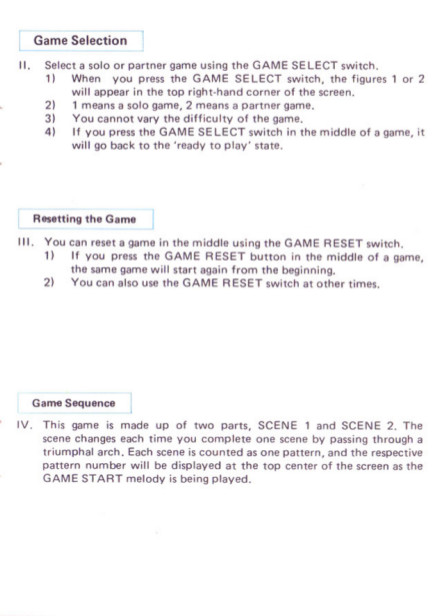 Game Selection
II. Select a solo or partner game using the GAME SELECT switch.
1) When you press the GAME SELECT switch, the figures 1 or 2
will appear in the top right-hand corner of the screen.
2) 1 means a solo game, 2 means a partner game.
3) You cannot vary the difficulty of the game.
4) If you press the GAME SELECT switch in the middle of a game, it
will go back to the 'ready to play' state.
Resetting the Game
III. You can reset a game in the middle using the GAME RESET switch.
1) If you press the GAME RESET button in the middle of a game,
the same game will start again from the beginning.
2) You can also use the GAME RESET switch at other times.
Game Sequence
IV. This game is made up of two parts, SCENE 1 and SCENE 2. The
scene changes each time you complete one scene by passing through a
triumphal arch. Each scene is counted as one pattern, and the respective
pattern number will be displayed at the top center of the screen as the
GAME START melody is being played.